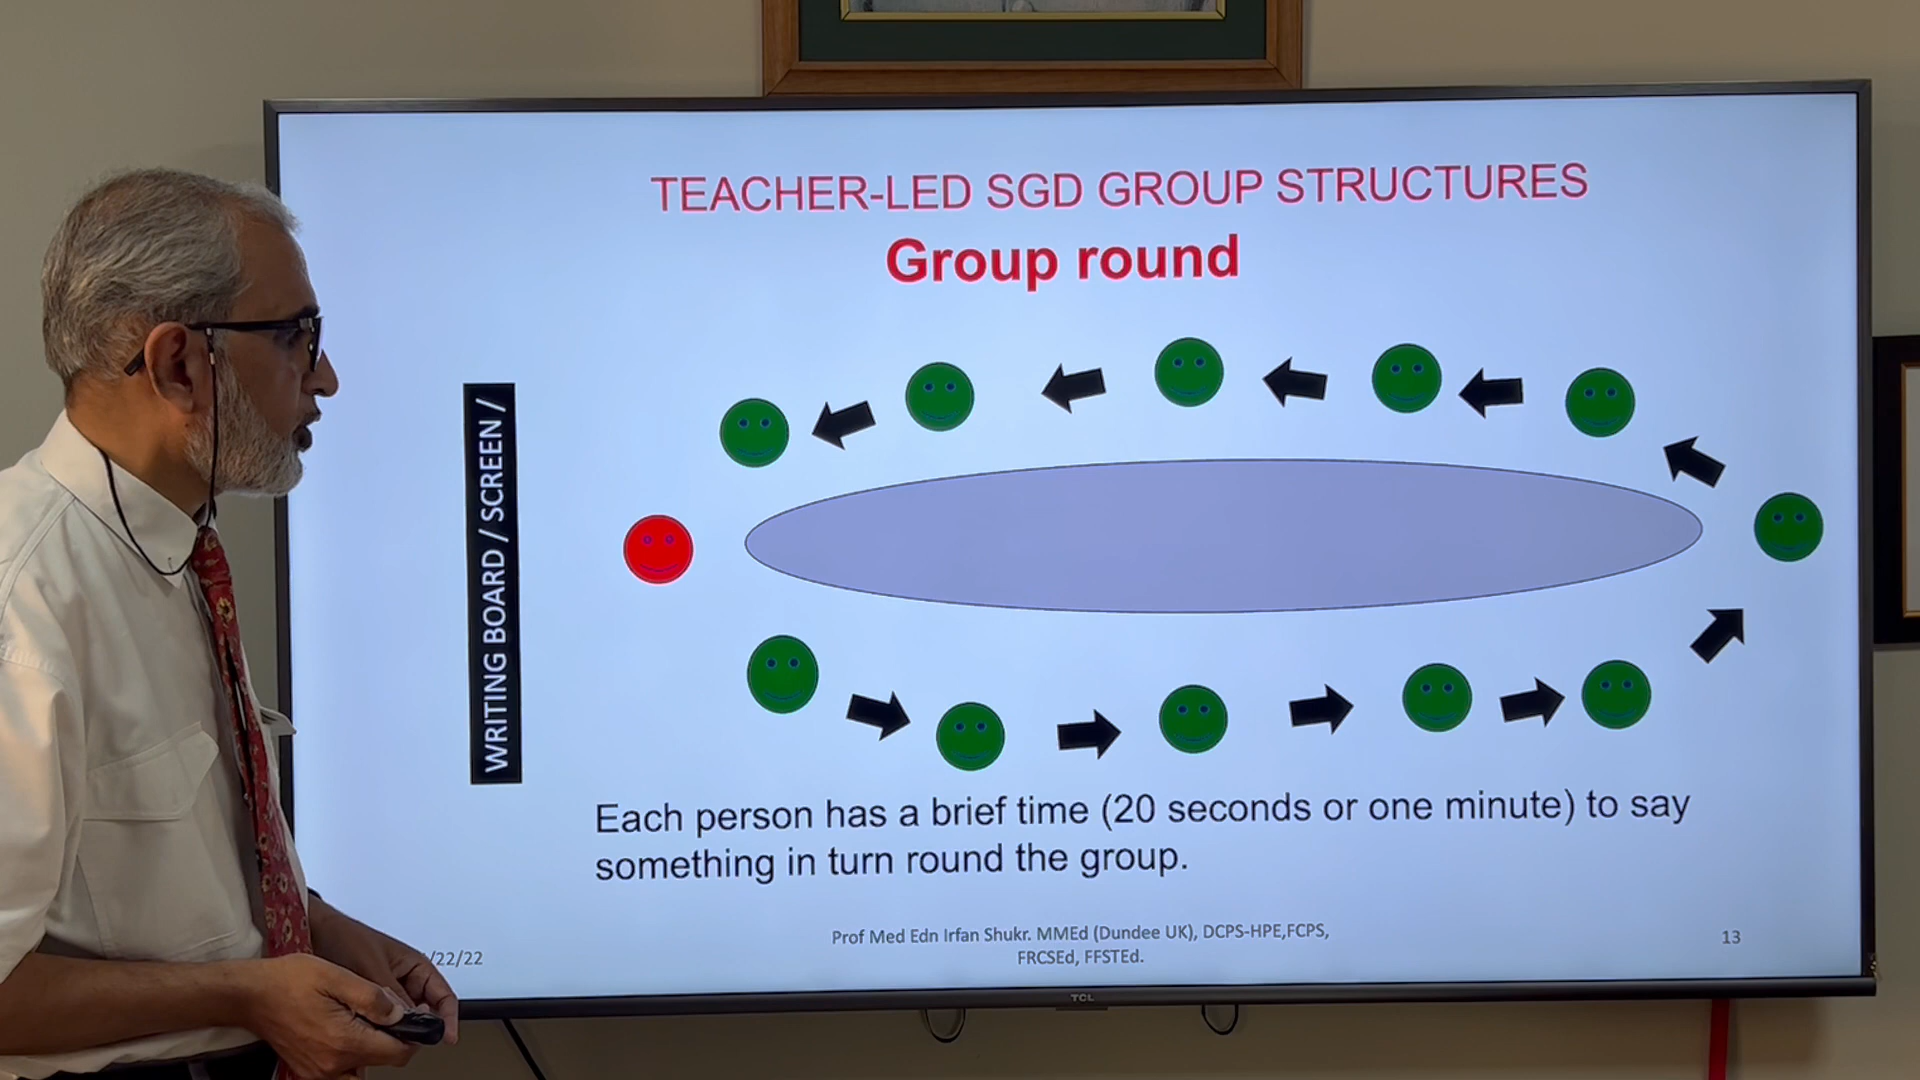 TEACHER-LED SGD GROUP STRUCTURES
Group round
WRITING BOARD / SCREEN /
Each person has a brief time (20 seconds or one minute) to say
something in turn round the group.
/22/22
Prof Med Edn Irfan Shukr. MMEd (Dundee UK), DCPS-HPE,FCPS,
FRCSEd, FFSTEd.
13
TCL